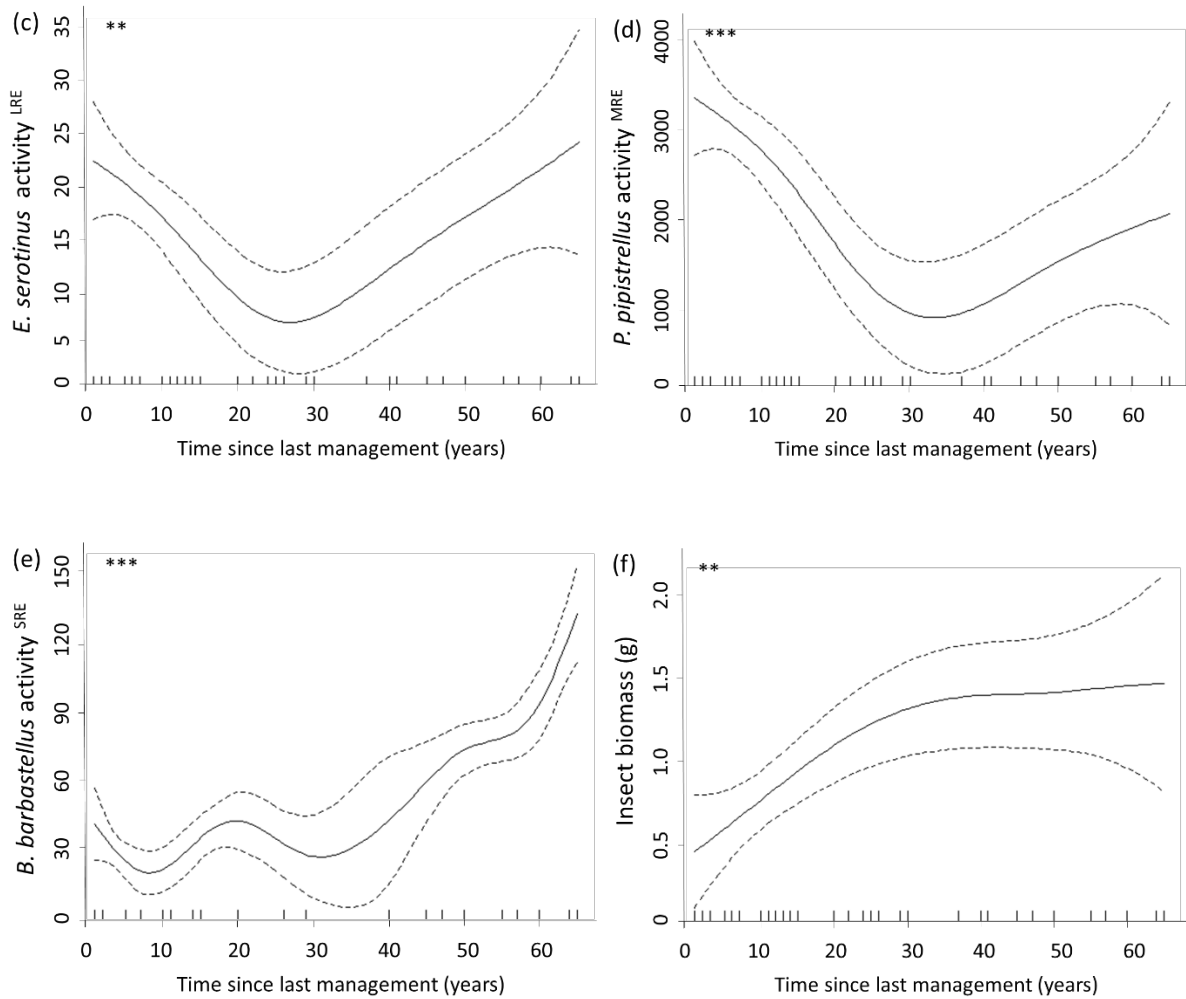 (c)
**
35
30
25
20
15
10
5
0
E. serotinus activity LRE
0 10 20 30 40 50 60
Time since last management (years)
(d)
***
4000
3000
2000
1000
0
P. pipistrellus activity MRE
0 10 20 30 40 50 60
Time since last management (years)
(e)
***
150
120
90
60
30
0
B. barbastellus activity SRE
0 10 20 30 40 50 60
Time since last management (years)
(f)
**
2.0
1.5
1.0
0.5
0
Insect biomass (g)
0 10 20 30 40 50 60
Time since last management (years)